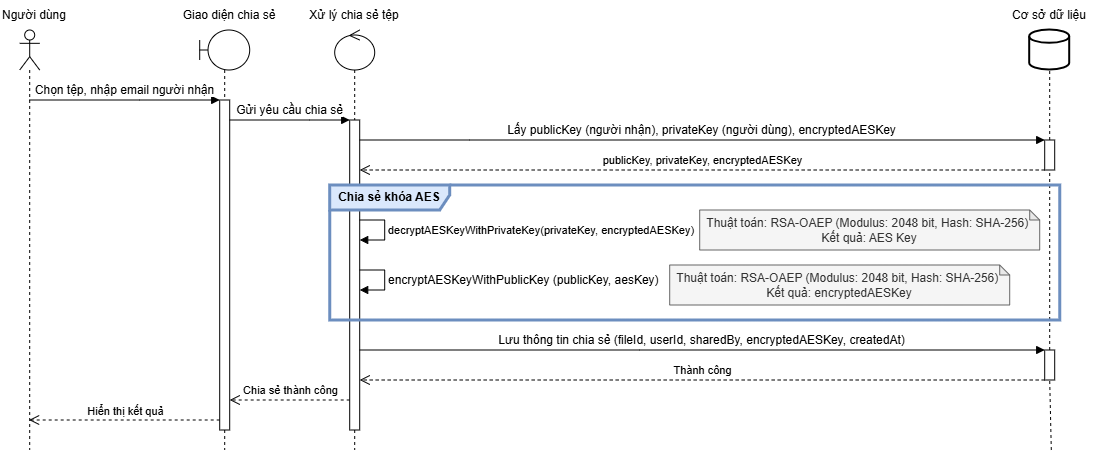 Người dùng
Giao diện chia sẻ
Xử lý chia sẻ tệp
Cơ sở dữ liệu
Chọn tệp, nhập email người nhận
Gửi yêu cầu chia sẻ
Lấy publicKey (người nhận), privateKey (người dùng), encryptedAESKey
publicKey, privateKey, encryptedAESKey
Chia sẻ khóa AES
decryptAESKeyWithPrivateKey(privateKey, encryptedAESKey)
Thuật toán: RSA-OAEP (Modulus: 2048 bit, Hash: SHA-256)
Kết quả: AES Key
encryptAESKeyWithPublicKey (publicKey, aesKey)
Thuật toán: RSA-OAEP (Modulus: 2048 bit, Hash: SHA-256)
Kết quả: encryptedAESKey
Lưu thông tin chia sẻ (fileId, userId, sharedBy, encryptedAESKey, createdAt)
Thành công
Chia sẻ thành công
Hiển thị kết quả